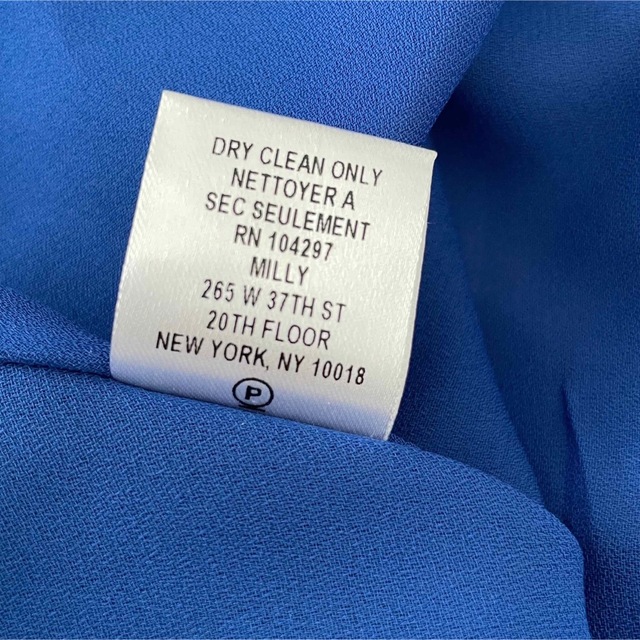 DRY CLEAN ONLY
NETTOYER A
SEC SEULEMENT
RN 104297
MILLY
265 W 37TH ST
20TH FLOOR
NEW YORK, NY 10018
P